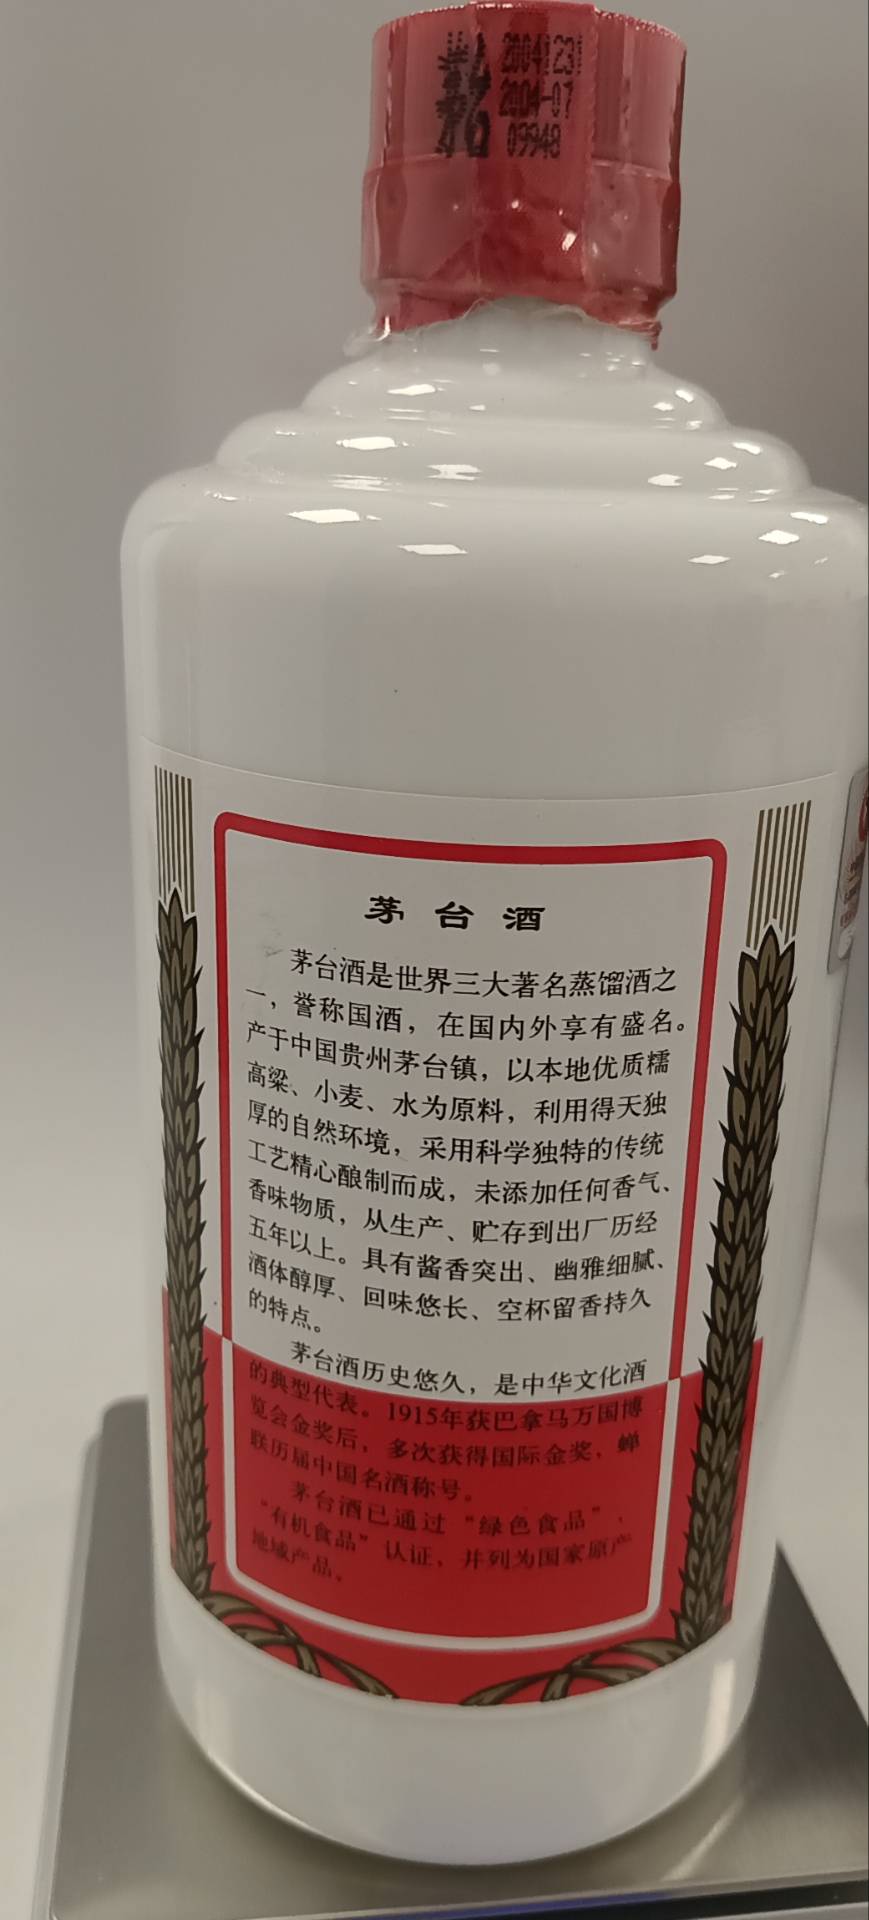 20041231
2004-07
09948
茅台酒
茅台酒是世界三大著名蒸馏酒之
一，誉称国酒，在国内外享有盛名。
产于中国贵州茅台镇，以本地优质糯
高粱、小麦、水为原料，利用得天独
厚的自然环境，采用科学独特的传统
工艺精心酿制而成，未添加任何香气、
香味物质，从生产、贮存到出厂历经
五年以上。具有酱香突出、幽雅细腻、
酒体醇厚、回味悠长、空杯留香持久
的特点。
茅台酒历史悠久，是中华文化酒
的典型代表。1915年获巴拿马万国博
览会金奖后，多次获得国际金奖，蝉
联历届中国名酒称号。
茅台酒已通过“绿色食品”，
“有机食品”认证，并列为国家原产
地域产品。